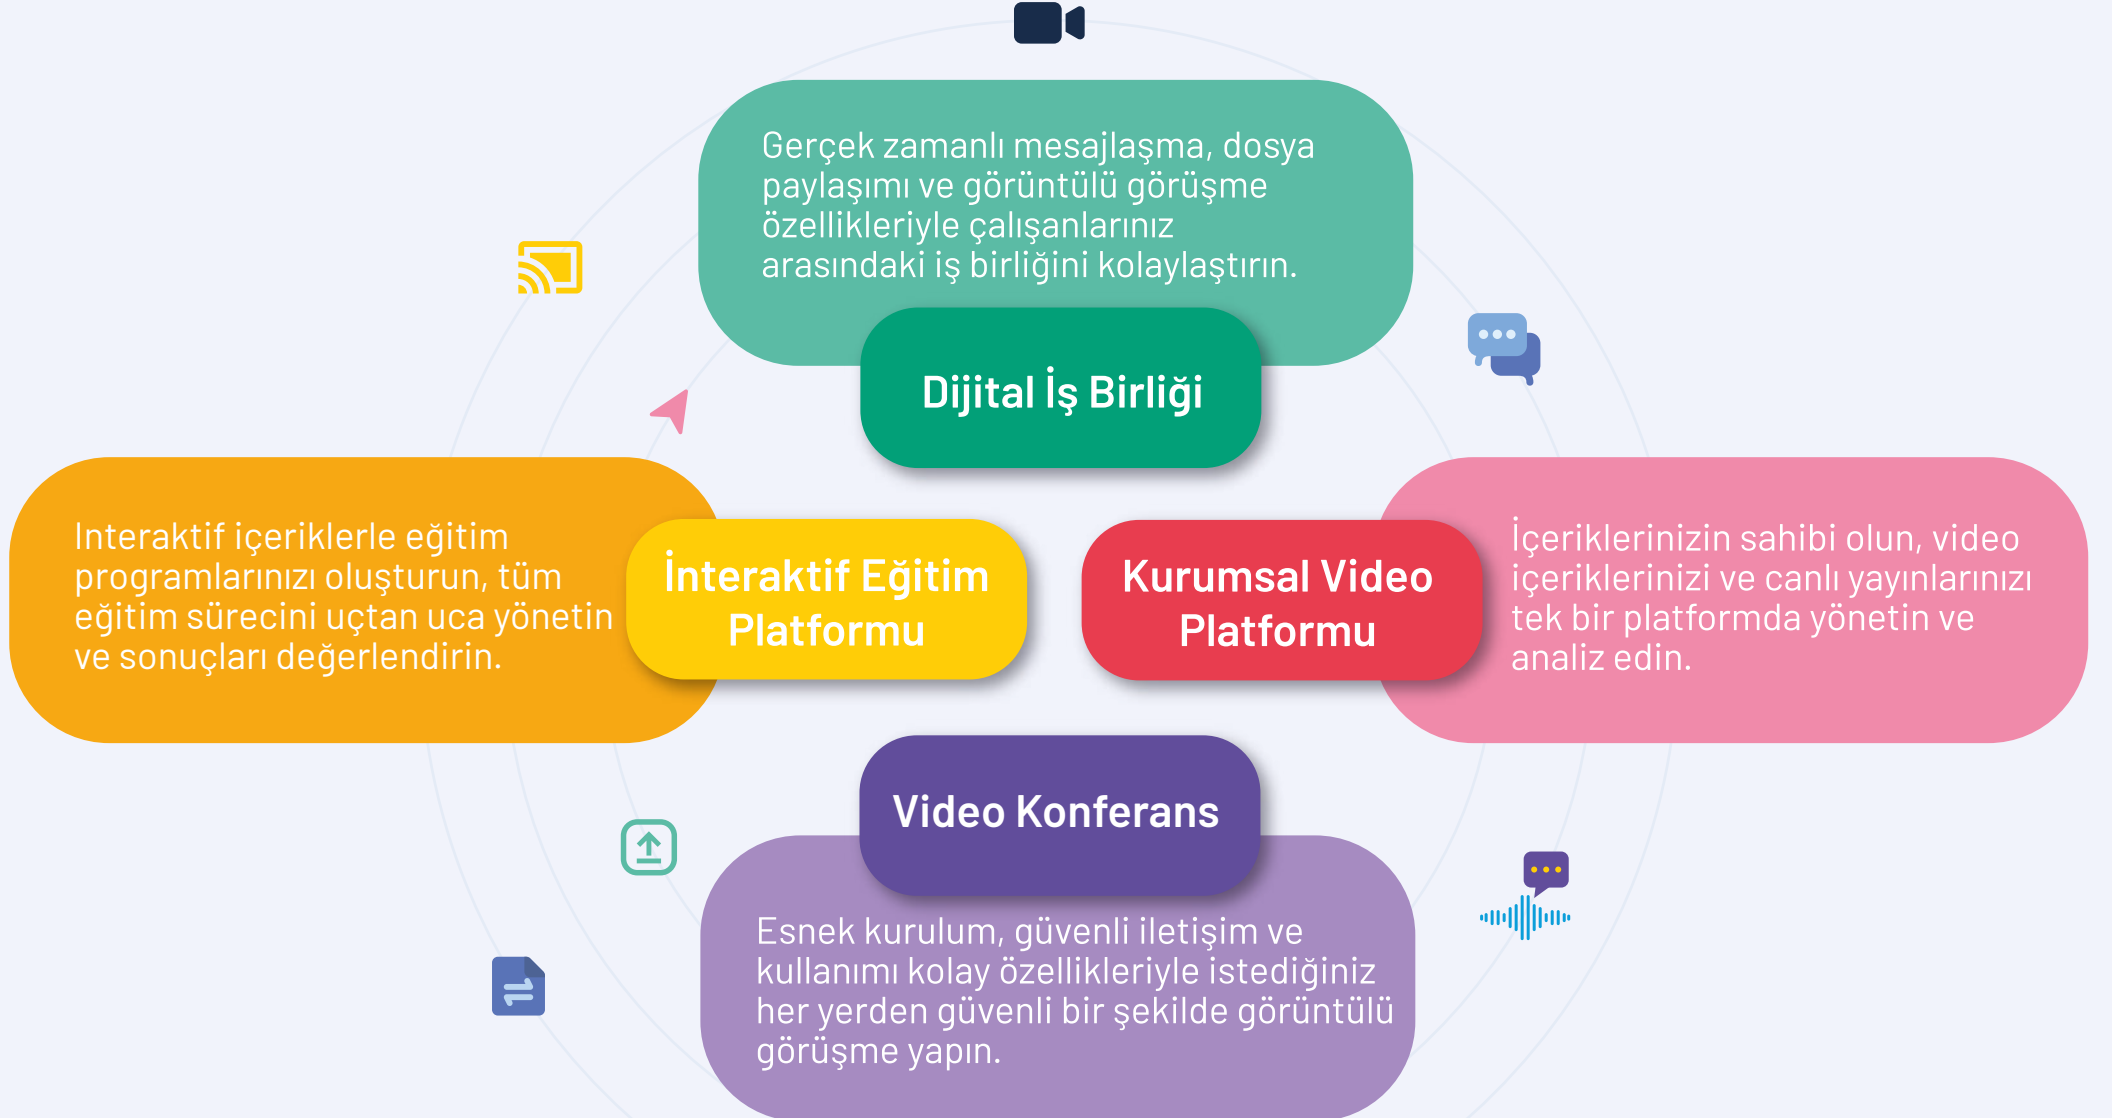 Gerçek zamanlı mesajlaşma, dosya
paylaşımı ve görüntülü görüşme
özellikleriyle çalışanlarınız
arasındaki iş birliğini kolaylaştırın.
Dijital İş Birliği
Interaktif içeriklerle eğitim
programlarınızı oluşturun, tüm
eğitim sürecini uçtan uca yönetin
ve sonuçları değerlendirin.
İnteraktif Eğitim
Platformu
Kurumsal Video
Platformu
İçeriklerinizin sahibi olun, video
içeriklerinizi ve canlı yayınlarınızı
tek bir platformda yönetin ve
analiz edin.
Video Konferans
Esnek kurulum, güvenli iletişim ve
kullanımı kolay özellikleriyle istediğiniz
her yerden güvenli bir şekilde görüntülü
görüşme yapın.